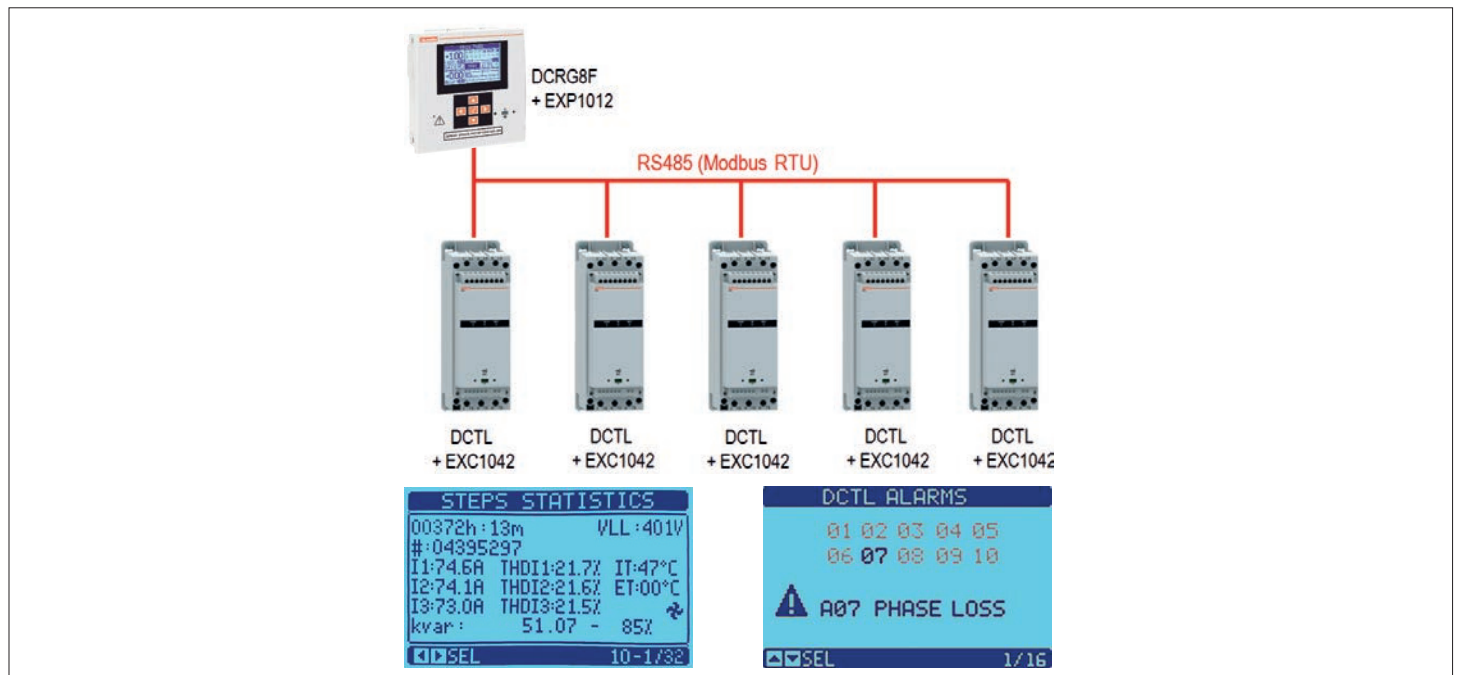 DCRG8F
+ EXP1012
RS485 (Modbus RTU)
DCTL
+ EXC1042
DCTL
+ EXC1042
DCTL
+ EXC1042
DCTL
+ EXC1042
DCTL
+ EXC1042
STEPS STATISTICS
00372h:13m VLL:401V
#:04395297
I1:74.6A THDI1:21.7% IT:47°C
I2:74.1A THDI2:21.6% ET:00°C
I3:73.0A THDI3:21.5%
kvar: 51.07 - 85%
SEL 10-1/32
DCTL ALARMS
01 02 03 04 05
06 07 08 09 10
A07 PHASE LOSS
SEL 1/16